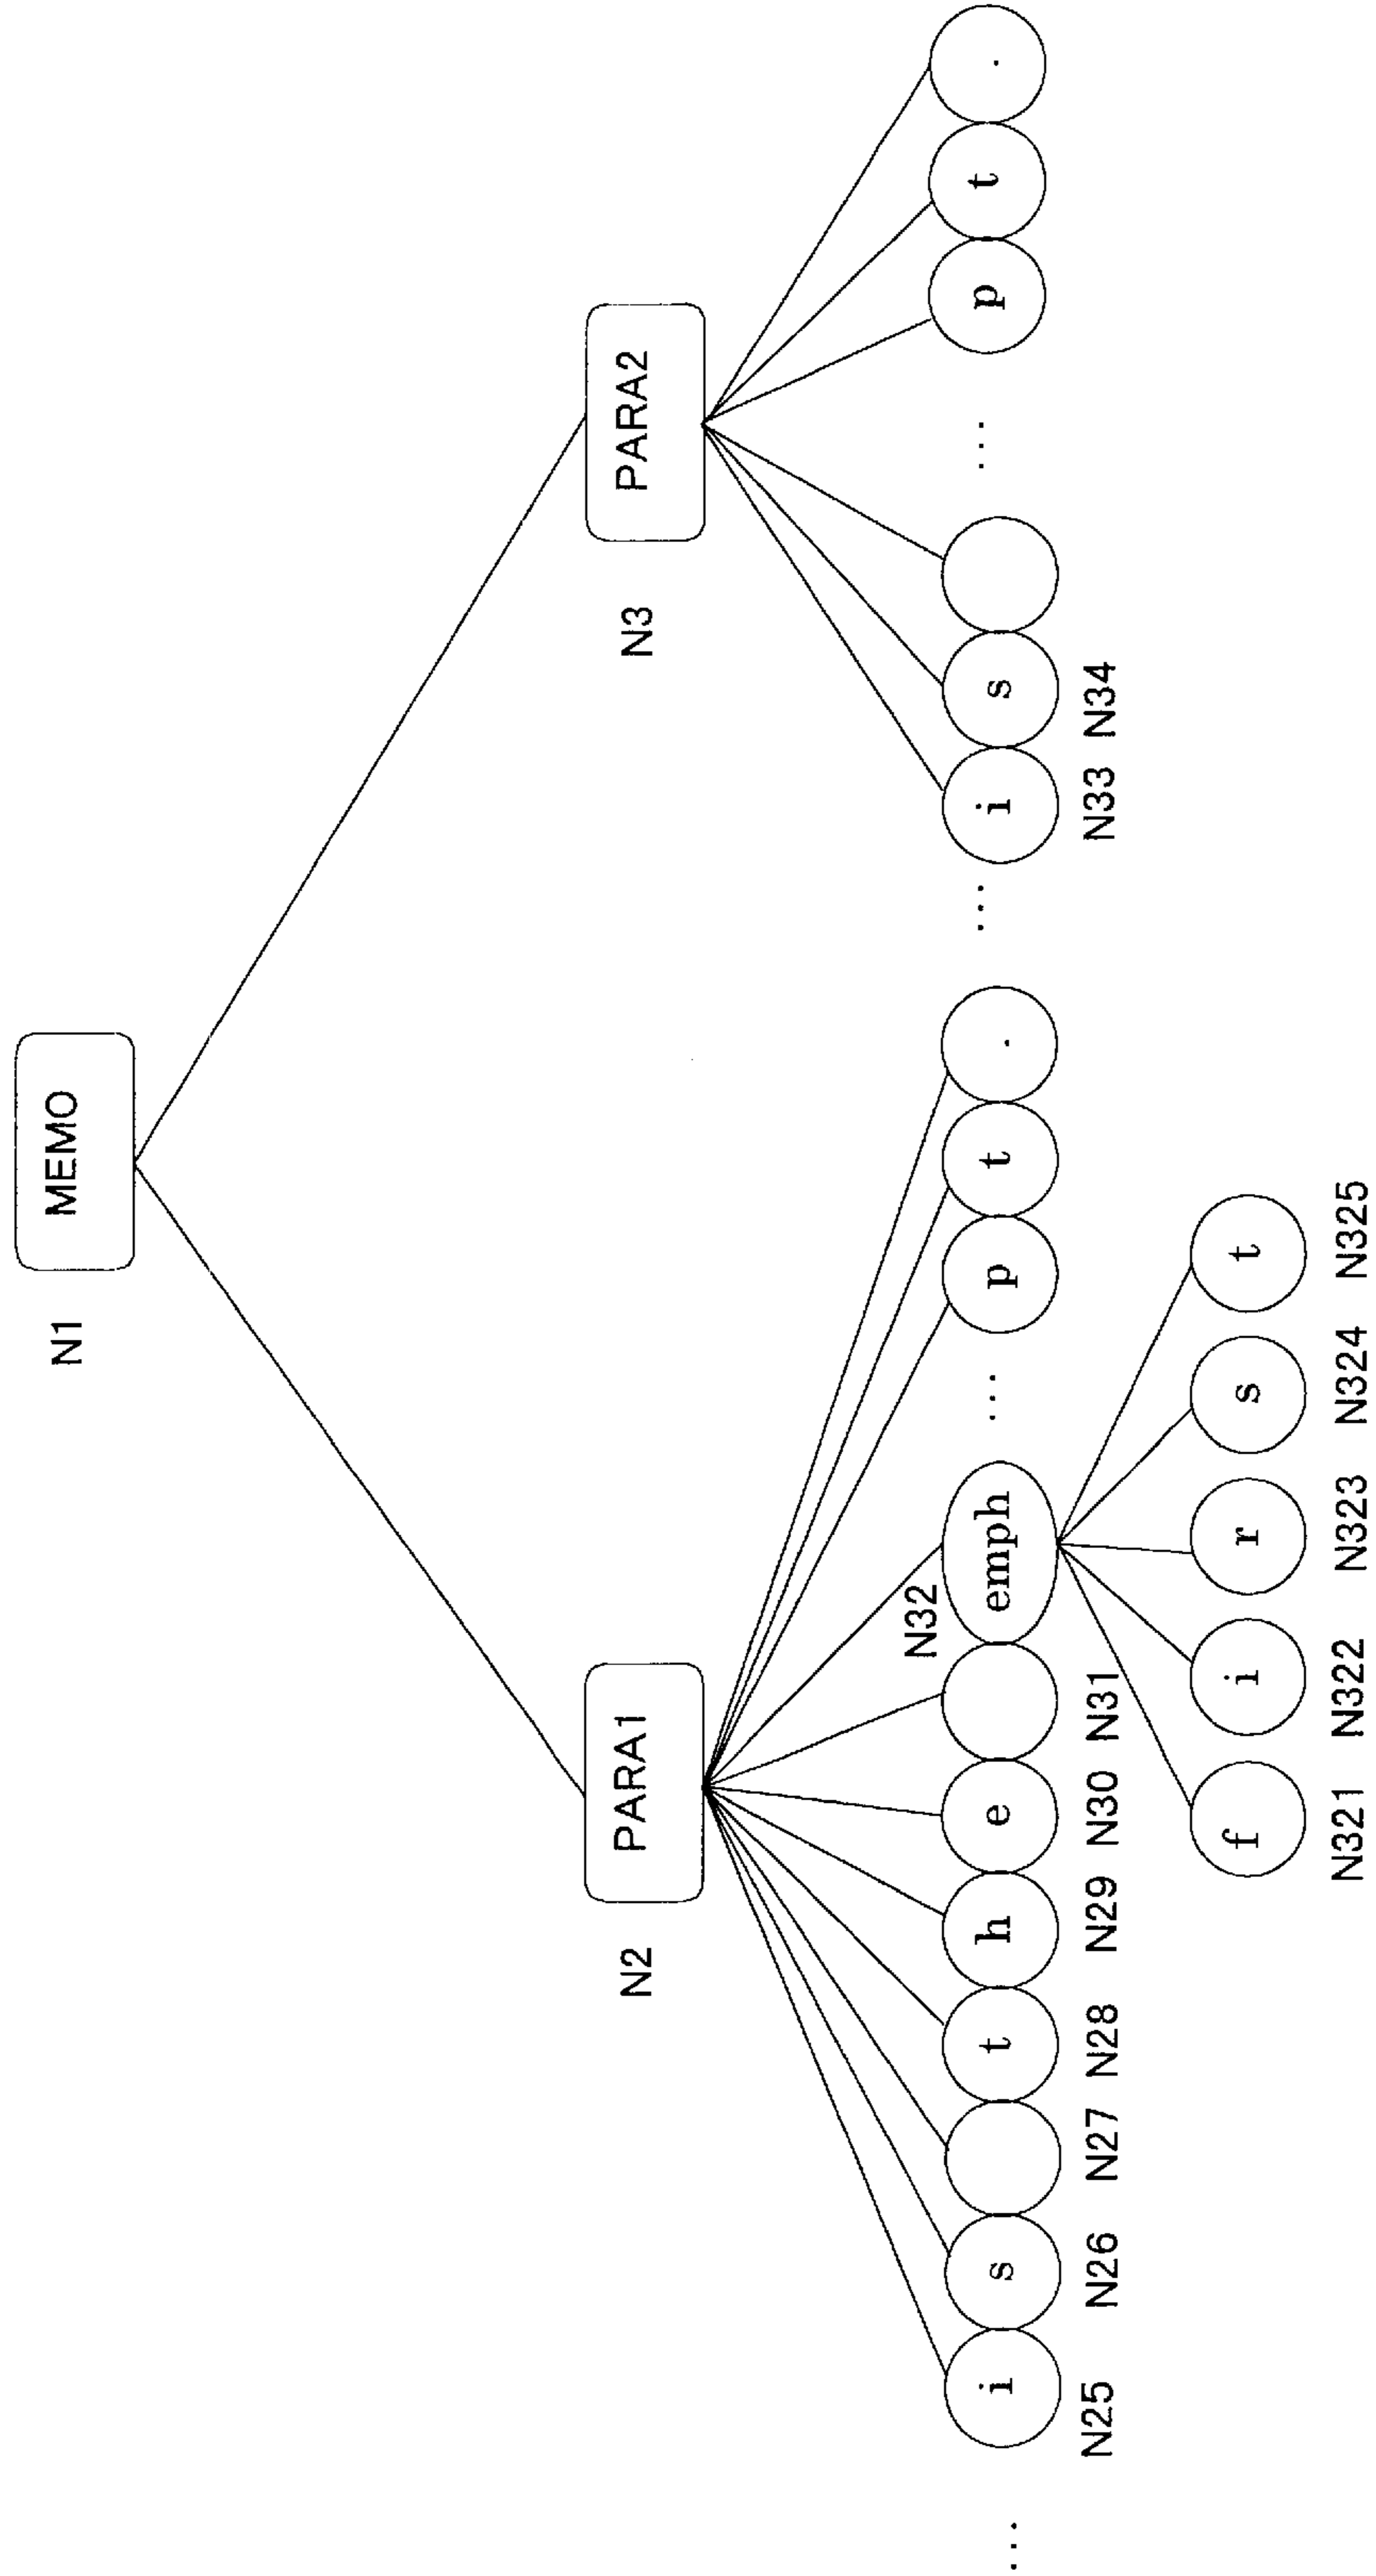 MEMO
N1
PARA1
N2
PARA2
N3
... i s t h e emph ... p t . ... i s ... p t .
N32
N25 N26 N27 N28 N29 N30 N31 N33 N34
f i r s t
N321 N322 N323 N324 N325